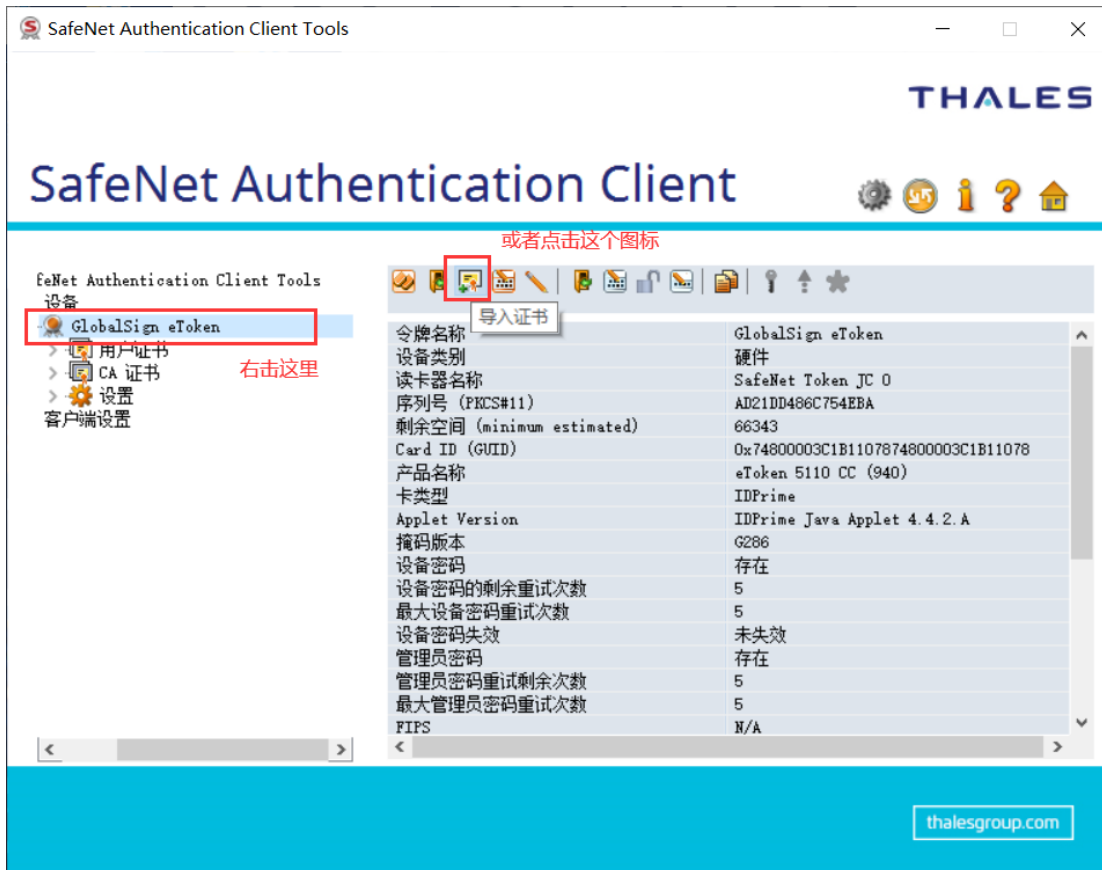 SafeNet Authentication Client Tools
THALES
SafeNet Authentication Client
或者点击这个图标
feNet Authentication Client Tools
设备
GlobalSign eToken
用户证书
CA 证书
右击这里
设置
客户端设置
导入证书
令牌名称 GlobalSign eToken
设备类别 硬件
读卡器名称 SafeNet Token JC 0
序列号 (PKCS#11) AD21DD486C754EBA
剩余空间 (minimum estimated) 66343
Card ID (GUID) 0x74800003C1B1107874800003C1B11078
产品名称 eToken 5110 CC (940)
卡类型 IDPrime
Applet Version IDPrime Java Applet 4.4.2.A
掩码版本 G286
设备密码 存在
设备密码的剩余重试次数 5
最大设备密码重试次数 5
设备密码失效 未失效
管理员密码 存在
管理员密码重试剩余次数 5
最大管理员密码重试次数 5
FIPS N/A
thalesgroup.com